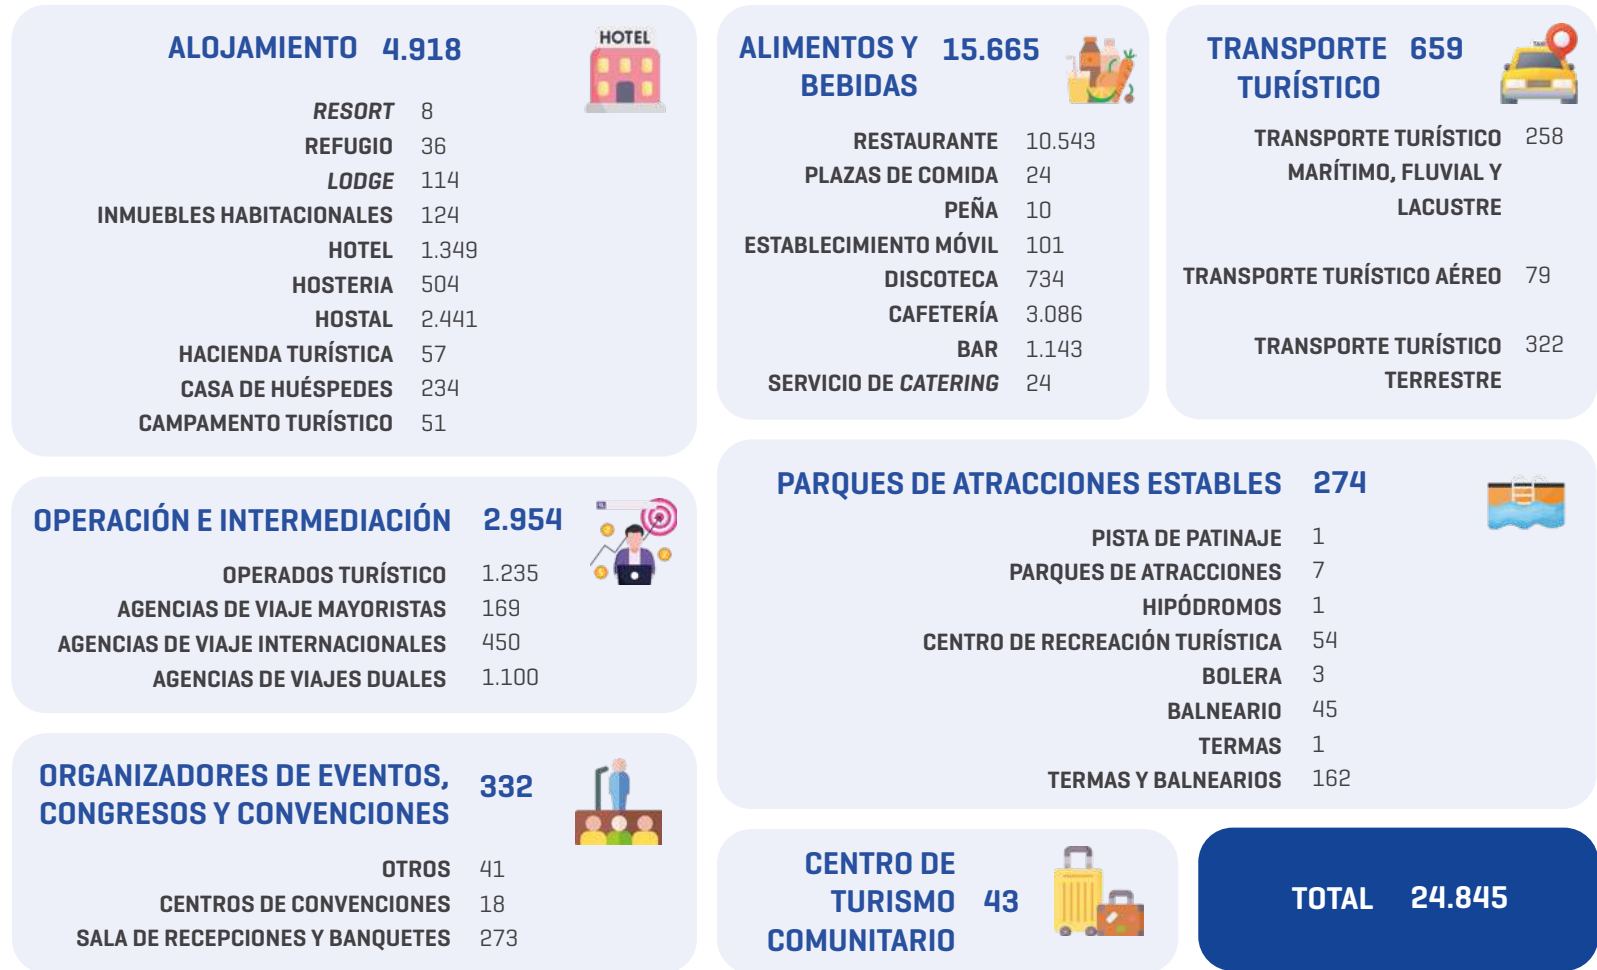 ALOJAMIENTO 4.918
HOTEL
RESORT 8
REFUGIO 36
LODGE 114
INMUEBLES HABITACIONALES 124
HOTEL 1.349
HOSTERIA 504
HOSTAL 2.441
HACIENDA TURÍSTICA 57
CASA DE HUÉSPEDES 234
CAMPAMENTO TURÍSTICO 51
ALIMENTOS Y 15.665
BEBIDAS
RESTAURANTE 10.543
PLAZAS DE COMIDA 24
PEÑA 10
ESTABLECIMIENTO MÓVIL 101
DISCOTECA 734
CAFETERÍA 3.086
BAR 1.143
SERVICIO DE CATERING 24
TRANSPORTE 659
TURÍSTICO
TAXI
TRANSPORTE TURÍSTICO 258
MARÍTIMO, FLUVIAL Y
LACUSTRE
TRANSPORTE TURÍSTICO AÉREO 79
TRANSPORTE TURÍSTICO 322
TERRESTRE
OPERACIÓN E INTERMEDIACIÓN 2.954
OPERADOS TURÍSTICO 1.235
AGENCIAS DE VIAJE MAYORISTAS 169
AGENCIAS DE VIAJE INTERNACIONALES 450
AGENCIAS DE VIAJES DUALES 1.100
PARQUES DE ATRACCIONES ESTABLES 274
PISTA DE PATINAJE 1
PARQUES DE ATRACCIONES 7
HIPÓDROMOS 1
CENTRO DE RECREACIÓN TURÍSTICA 54
BOLERA 3
BALNEARIO 45
TERMAS 1
TERMAS Y BALNEARIOS 162
ORGANIZADORES DE EVENTOS, 332
CONGRESOS Y CONVENCIONES
OTROS 41
CENTROS DE CONVENCIONES 18
SALA DE RECEPCIONES Y BANQUETES 273
CENTRO DE
TURISMO 43
COMUNITARIO
TOTAL 24.845